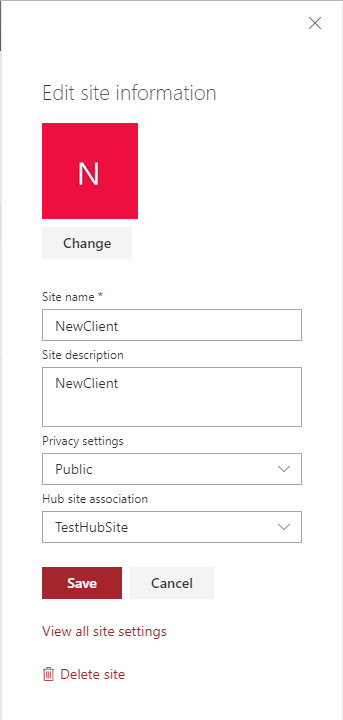 Edit site information
N
Change
Site name *
NewClient
Site description
NewClient
Privacy settings
Public
Hub site association
TestHubSite
Save Cancel
View all site settings
Delete site